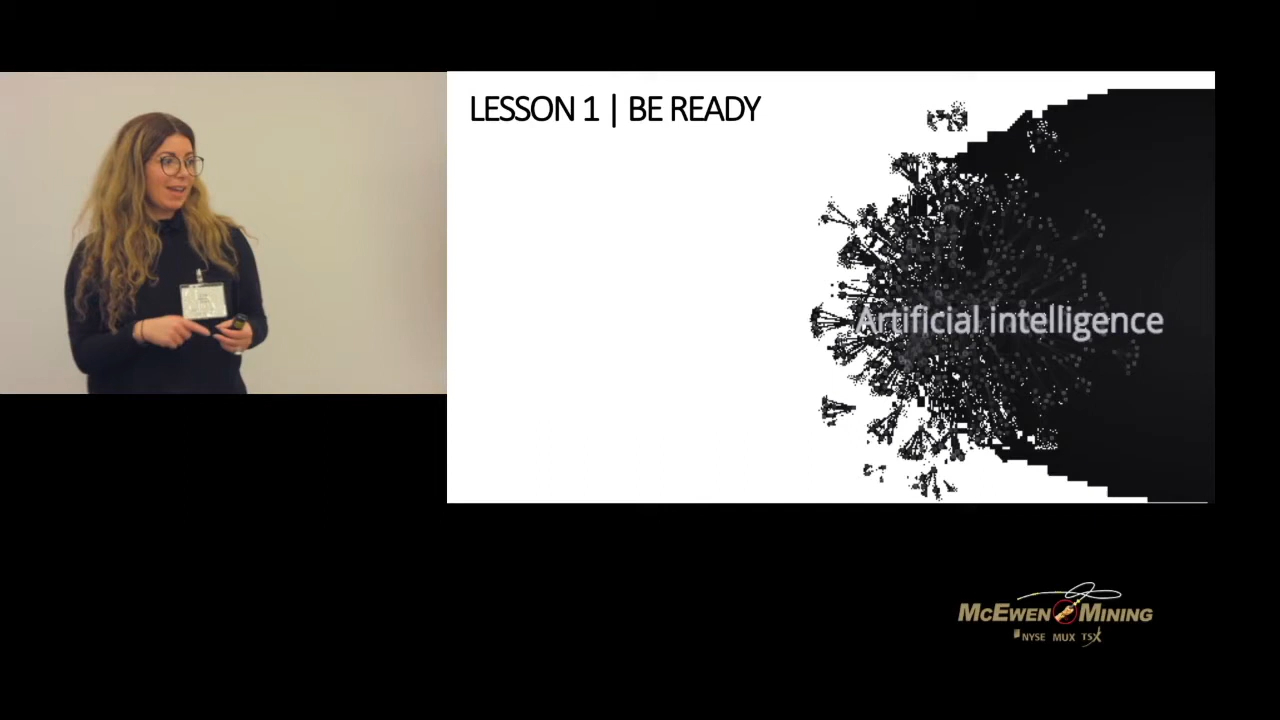 LESSON 1 | BE READY
Artificial intelligence
MCEWEN MINING
NYSE MUX TSX